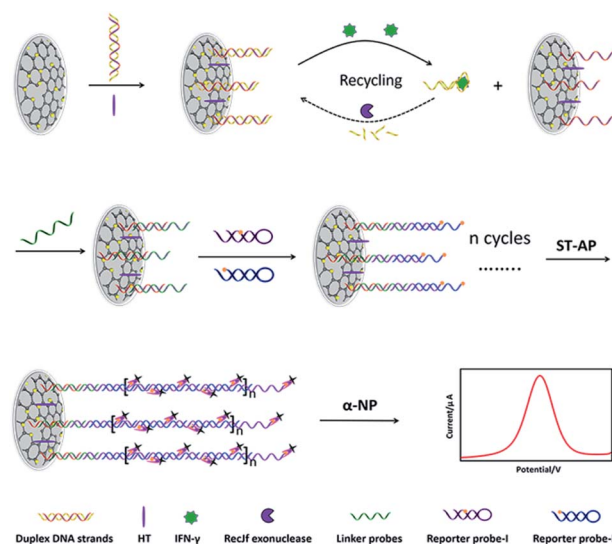 Recycling
+
n cycles
........
ST-AP
[ ]n
[ ]n
[ ]n
α-NP
Current/μA
Potential/V
Duplex DNA strands
HT
IFN-γ
RecJf exonuclease
Linker probes
Reporter probe-I
Reporter probe-